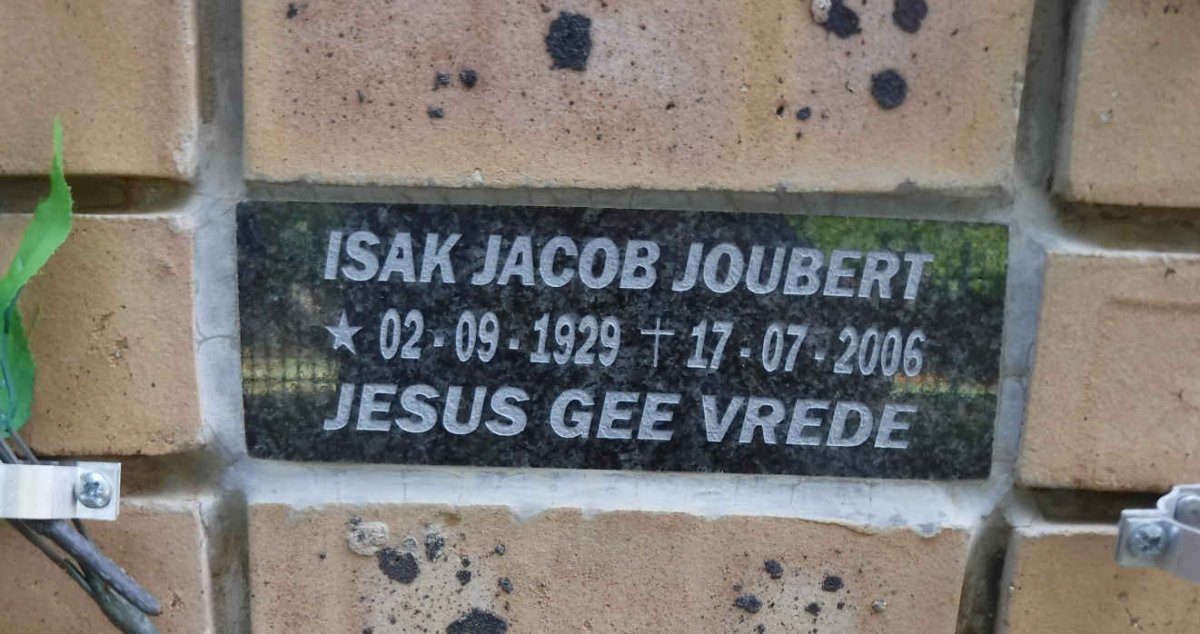 ISAK JACOB JOUBERT
★ 02-09-1929 † 17-07-2006
JESUS GEE VREDE